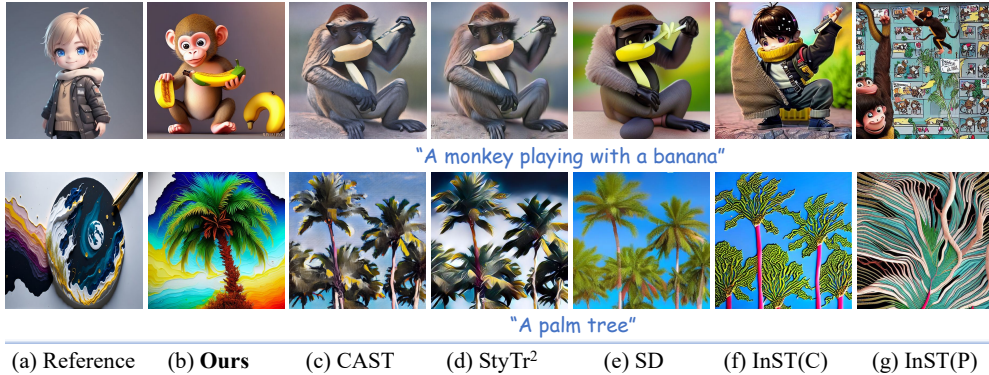 "A monkey playing with a banana"
"A palm tree"
(a) Reference (b) Ours (c) CAST (d) StyTr² (e) SD (f) InST(C) (g) InST(P)